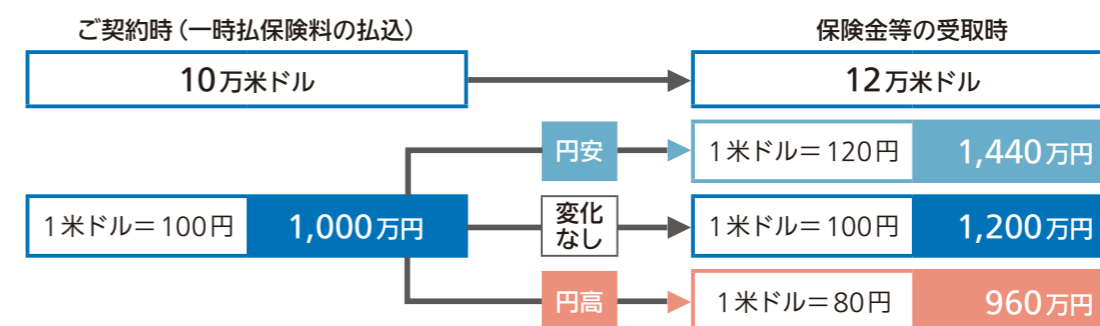 ご契約時（一時払保険料の払込）
保険金等の受取時
10万米ドル
12万米ドル
円安
1米ドル＝120円
1,440万円
1米ドル＝100円
1,000万円
変化
なし
1米ドル＝100円
1,200万円
円高
1米ドル＝80円
960万円